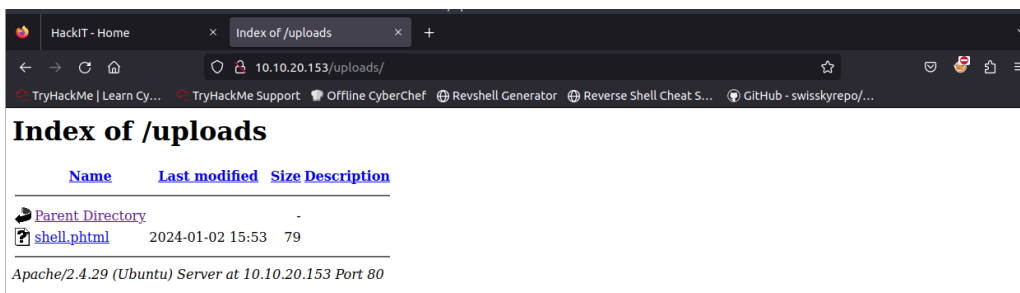 HackIT - Home × Index of /uploads × +
10.10.20.153/uploads/
TryHackMe | Learn Cy... TryHackMe Support Offline CyberChef Revshell Generator Reverse Shell Cheat S... GitHub - swisskyrepo/...
Index of /uploads
Name Last modified Size Description
Parent Directory -
shell.phtml 2024-01-02 15:53 79
Apache/2.4.29 (Ubuntu) Server at 10.10.20.153 Port 80